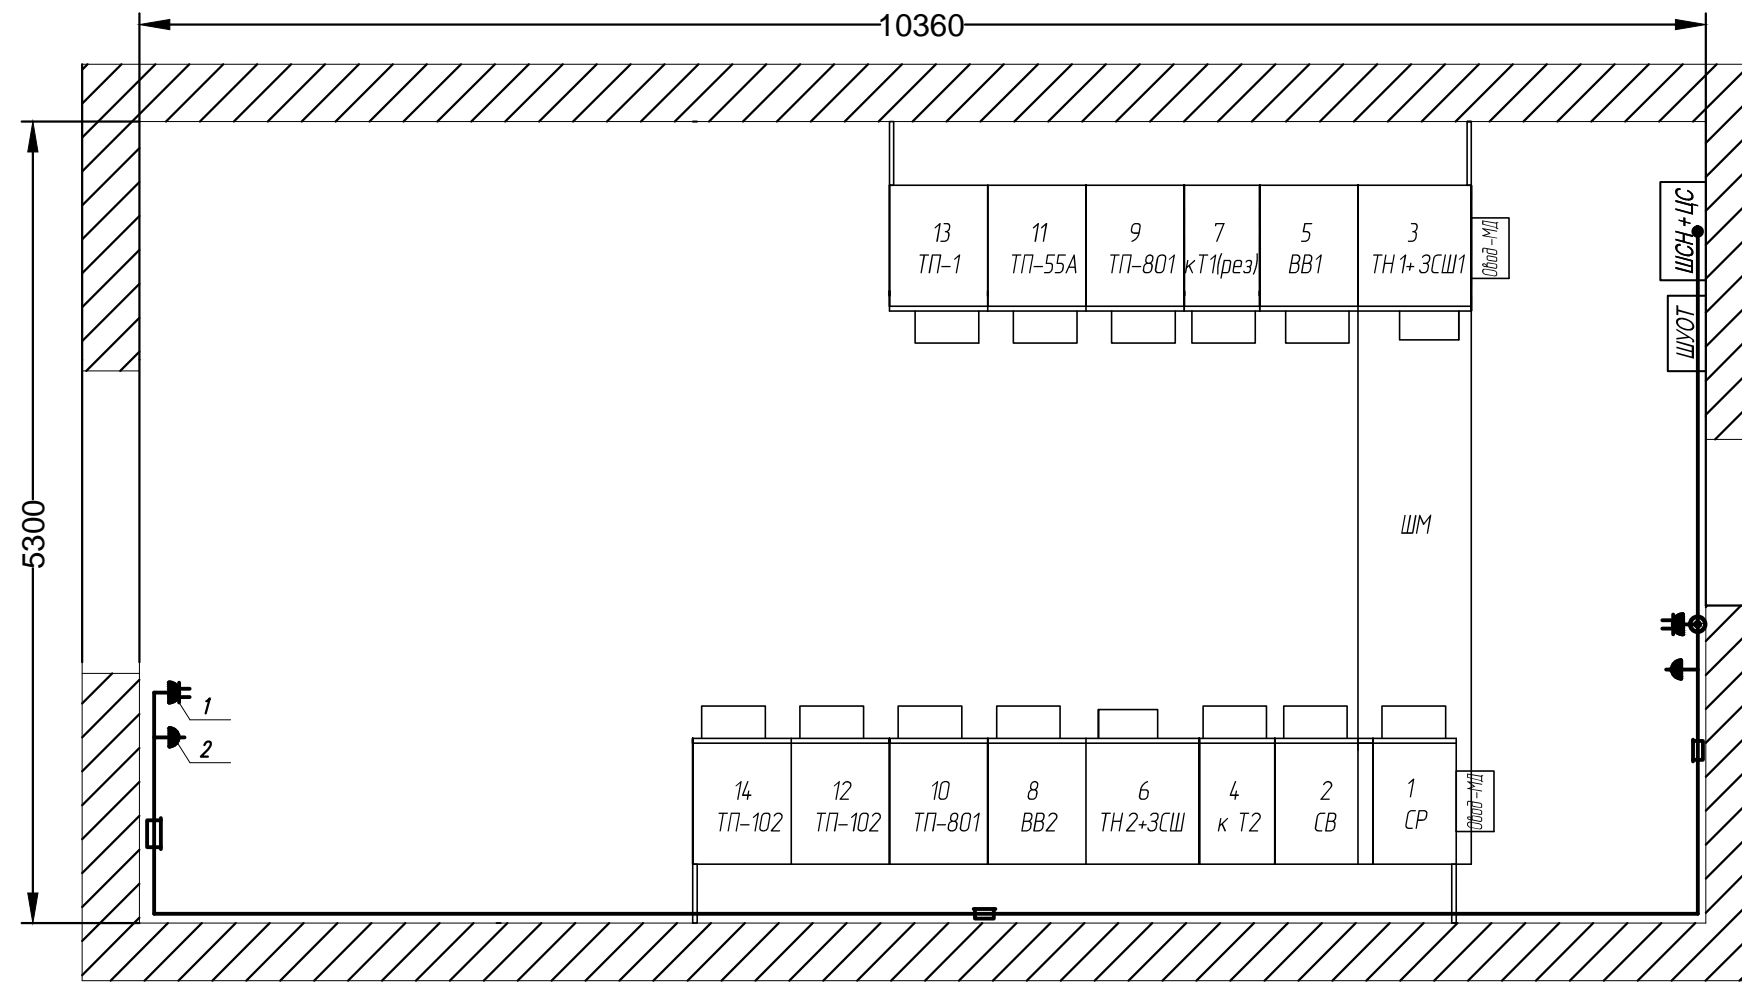 10360
5300
13
ТП-1
11
ТП-55А
9
ТП-801
7
кТ1(рез)
5
ВВ1
3
ТН1+ЗСШ1
Овод-МД
ШСН+ЦС
ШУОТ
ШМ
1
2
14
ТП-102
12
ТП-102
10
ТП-801
8
ВВ2
6
ТН2+ЗСШ
4
к Т2
2
СВ
1
СР
Овод-МД